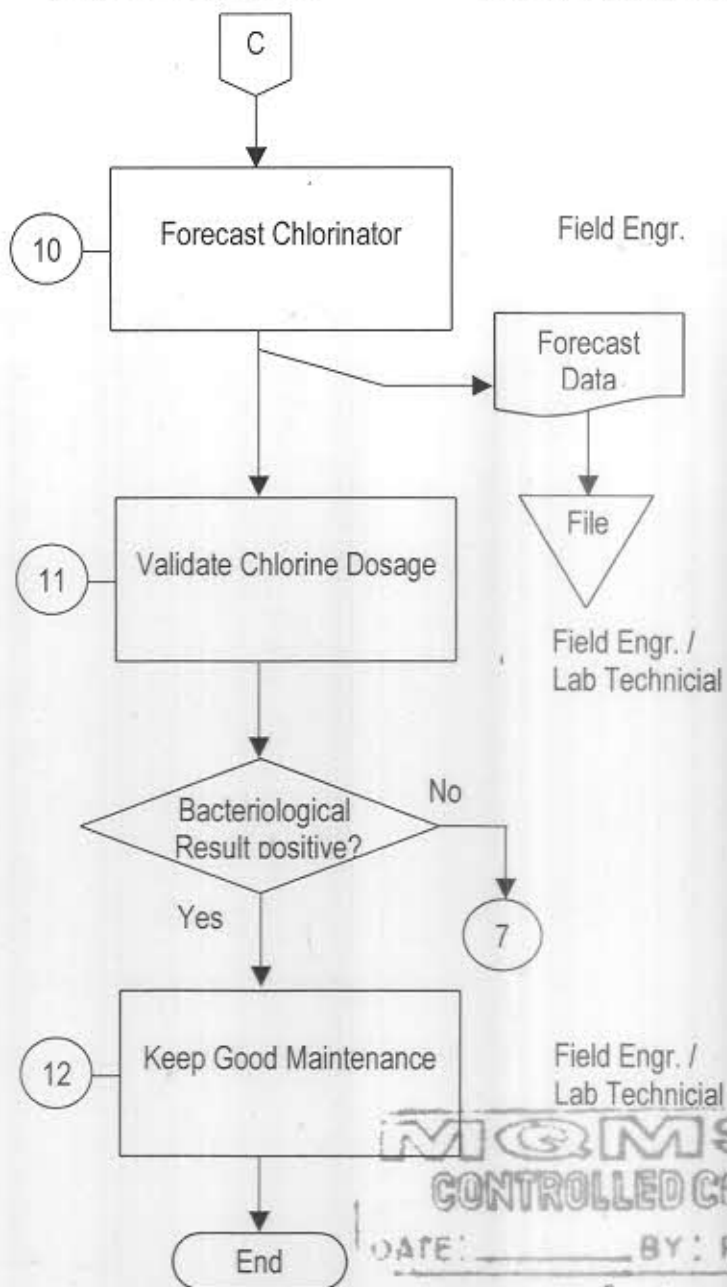 C
10
Forecast Chlorinator
Field Engr.
Forecast
Data
File
11
Validate Chlorine Dosage
Field Engr. /
Lab Technicial
Bacteriological
Result positive?
No
Yes
7
12
Keep Good Maintenance
Field Engr. /
Lab Technicial
MQMS
CONTROLLED
DATE: BY:
End